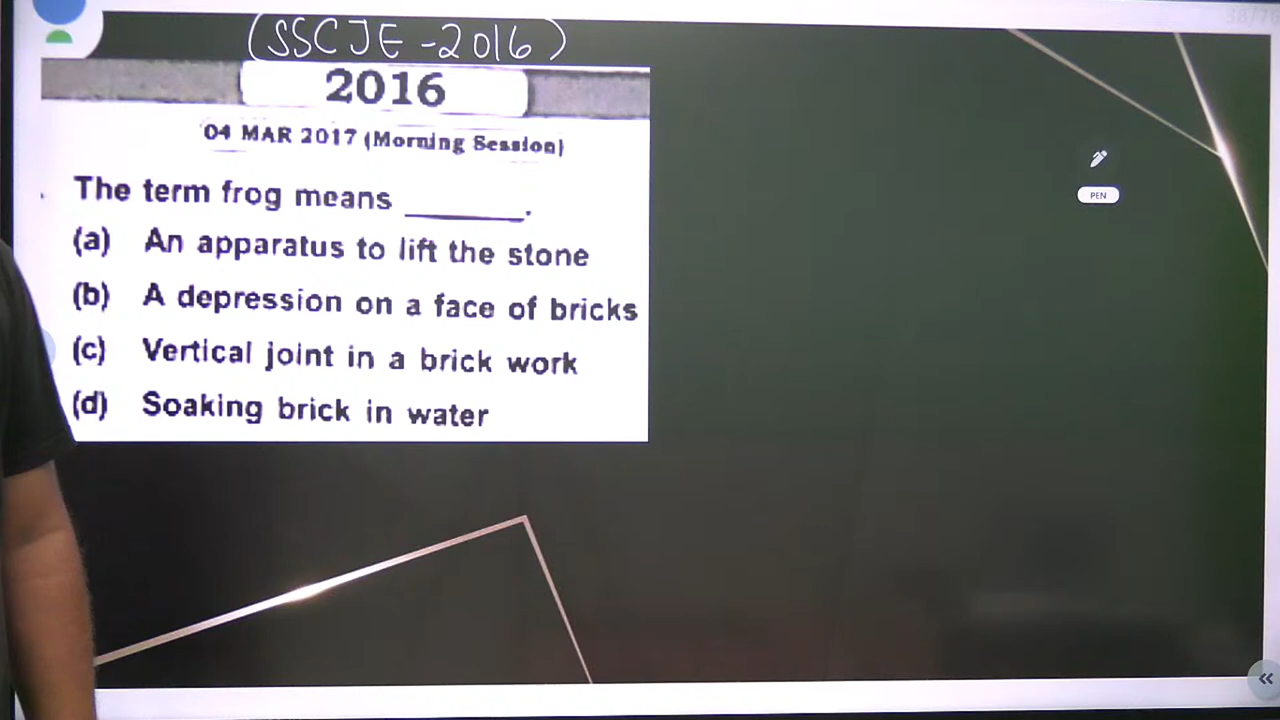 (SSCJE-2016)
2016
04 MAR 2017 (Morning Session)
The term frog means ________.
(a) An apparatus to lift the stone
(b) A depression on a face of bricks
(c) Vertical joint in a brick work
(d) Soaking brick in water
PEN